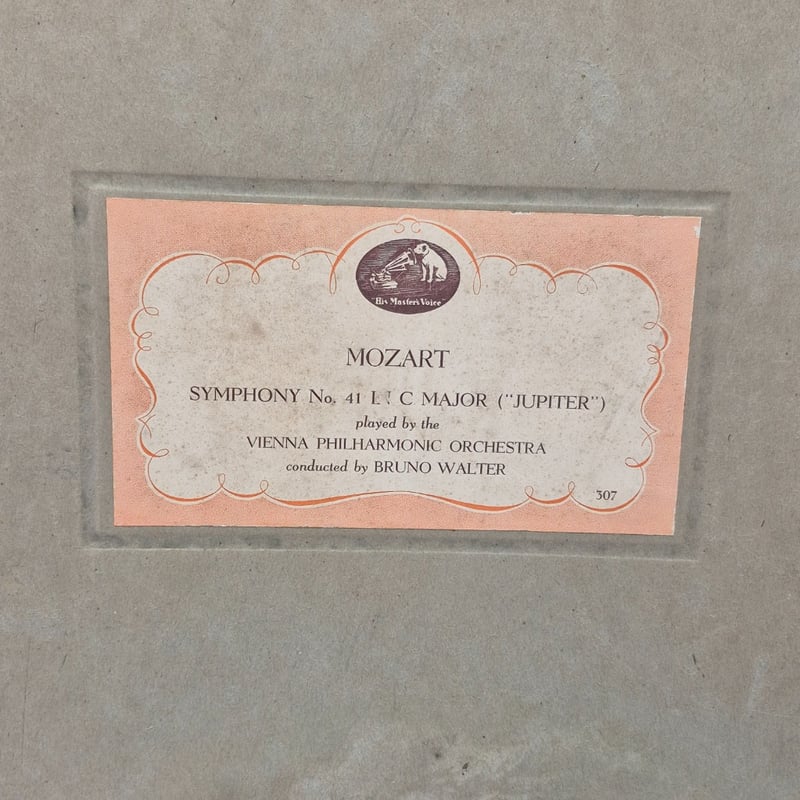 "His Master's Voice"
MOZART
SYMPHONY No. 41 C MAJOR ("JUPITER")
played by the
VIENNA PHILHARMONIC ORCHESTRA
conducted by BRUNO WALTER
307